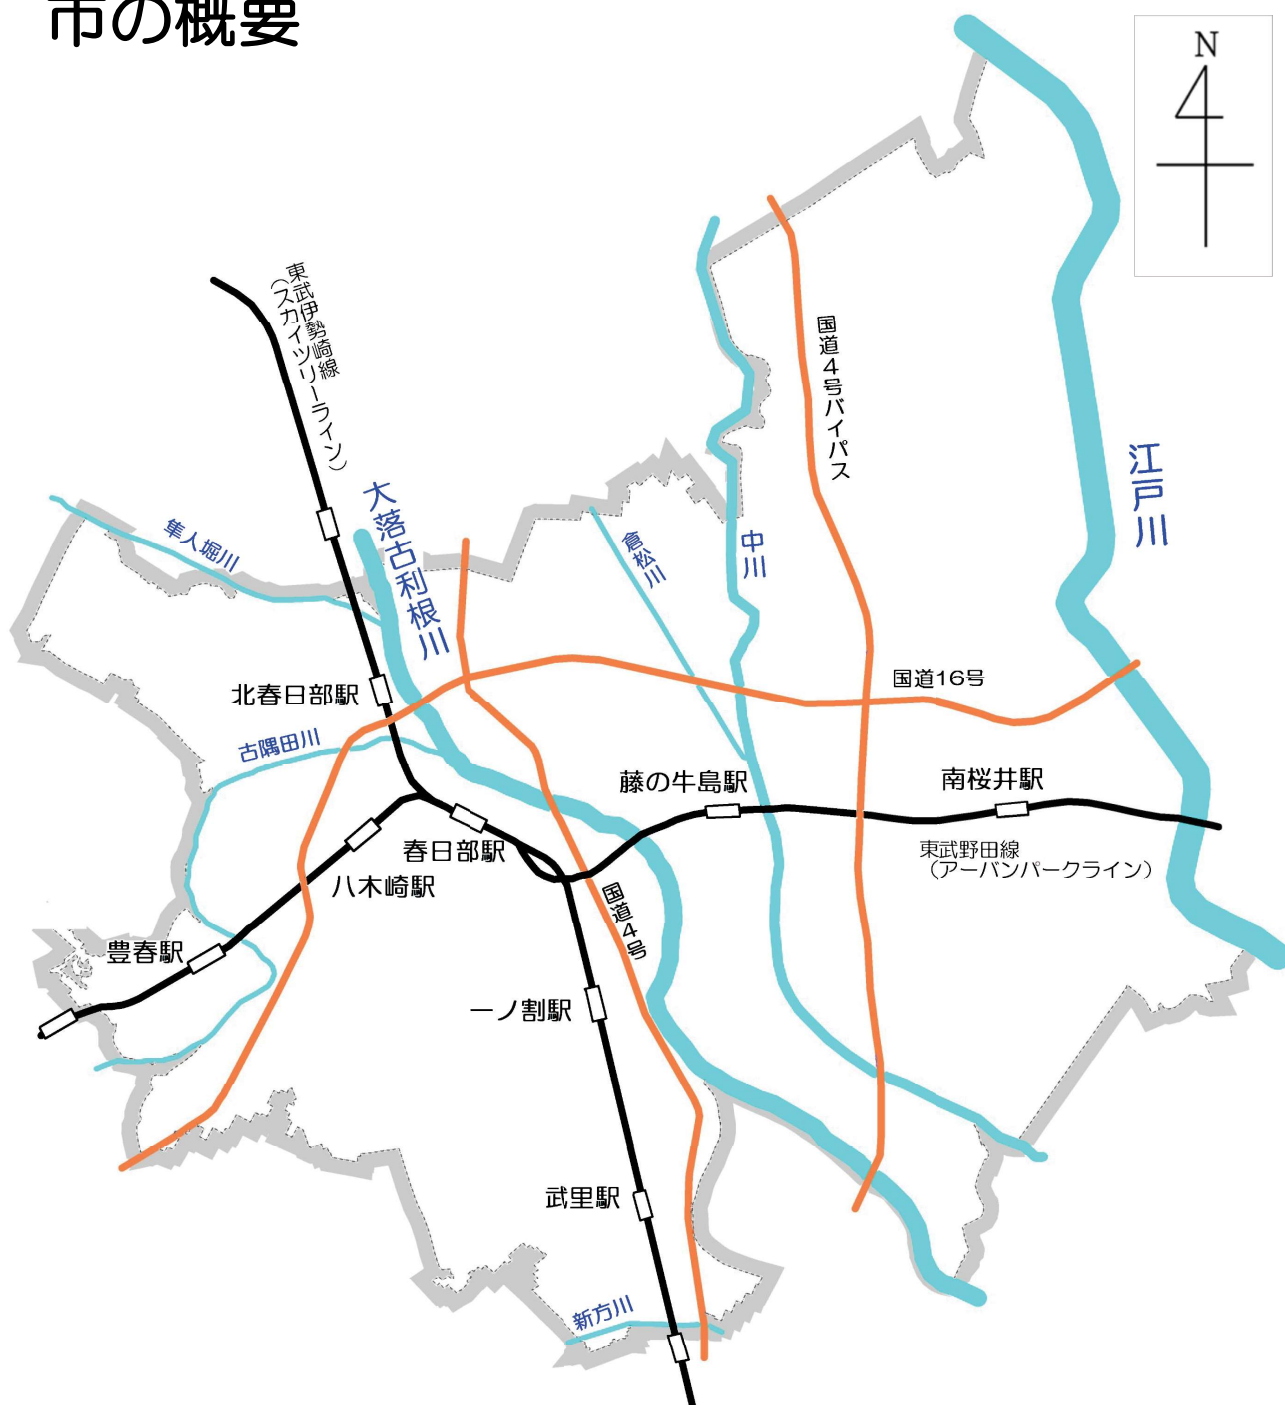 市の概要
N
東武伊勢崎線
（スカイツリーライン）
国道4号バイパス
江戸川
大落古利根川
隼人堀川
倉松川
中川
国道16号
北春日部駅
古隅田川
藤の牛島駅
南桜井駅
春日部駅
東武野田線
（アーバンパークライン）
八木崎駅
国道4号
豊春駅
一ノ割駅
武里駅
新方川